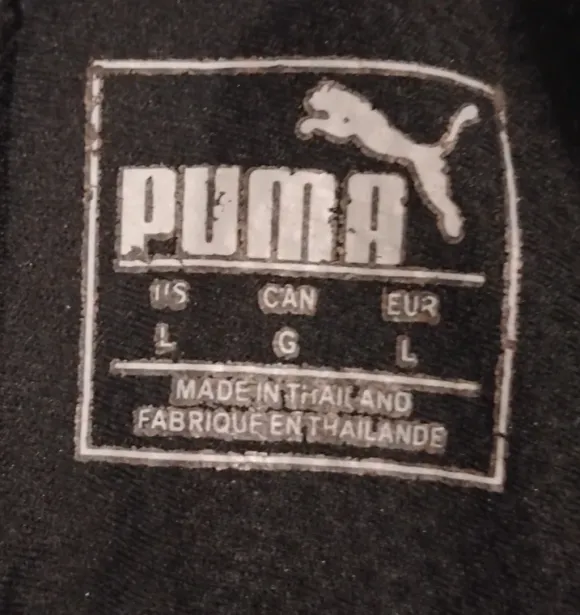 PUMA
US CAN EUR
L G L
MADE IN THAILAND
FABRIQUE EN THAILANDE